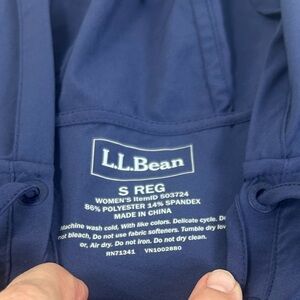 L.L.Bean
S REG
WOMEN'S ItemID 503724
86% POLYESTER 14% SPANDEX
MADE IN CHINA
Machine wash cold, With like colors. Delicate cycle. Do
not bleach, Do not use fabric softeners. Tumble dry low
or, Air dry. Do not Iron. Do not dry clean.
RN71341 VN1002880